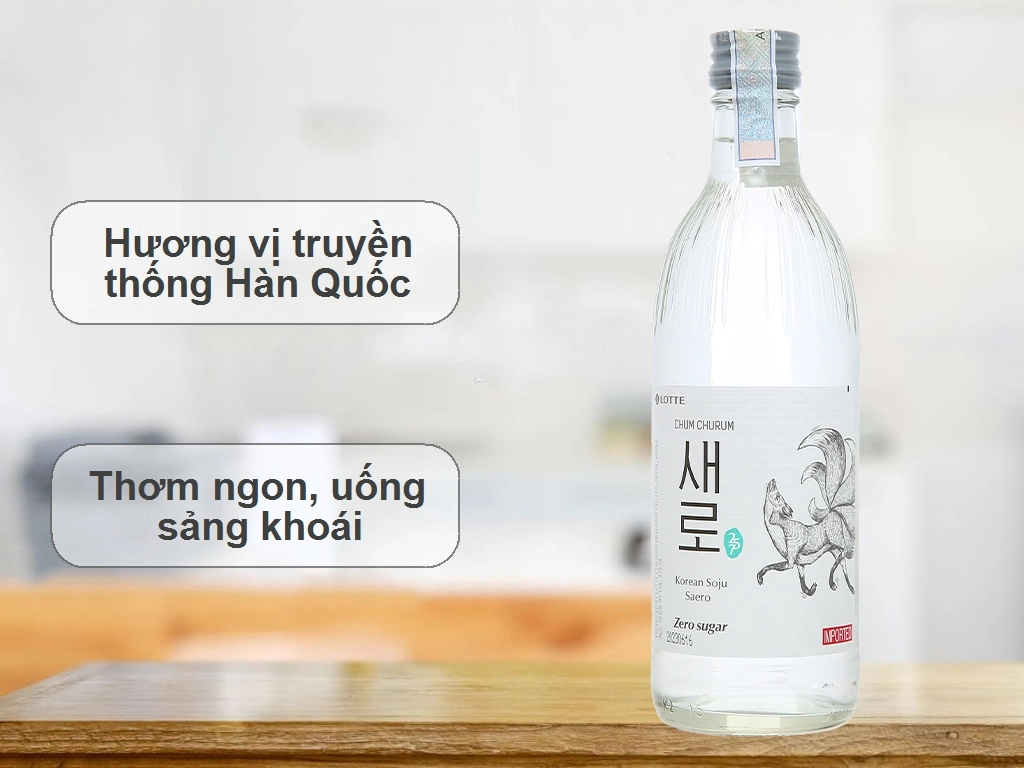 Hương vị truyền
thống Hàn Quốc
Thơm ngon, uống
sảng khoái
LOTTE
CHUM CHURUM
새
로
Korean Soju
Saero
Zero sugar
20230616
IMPORTED